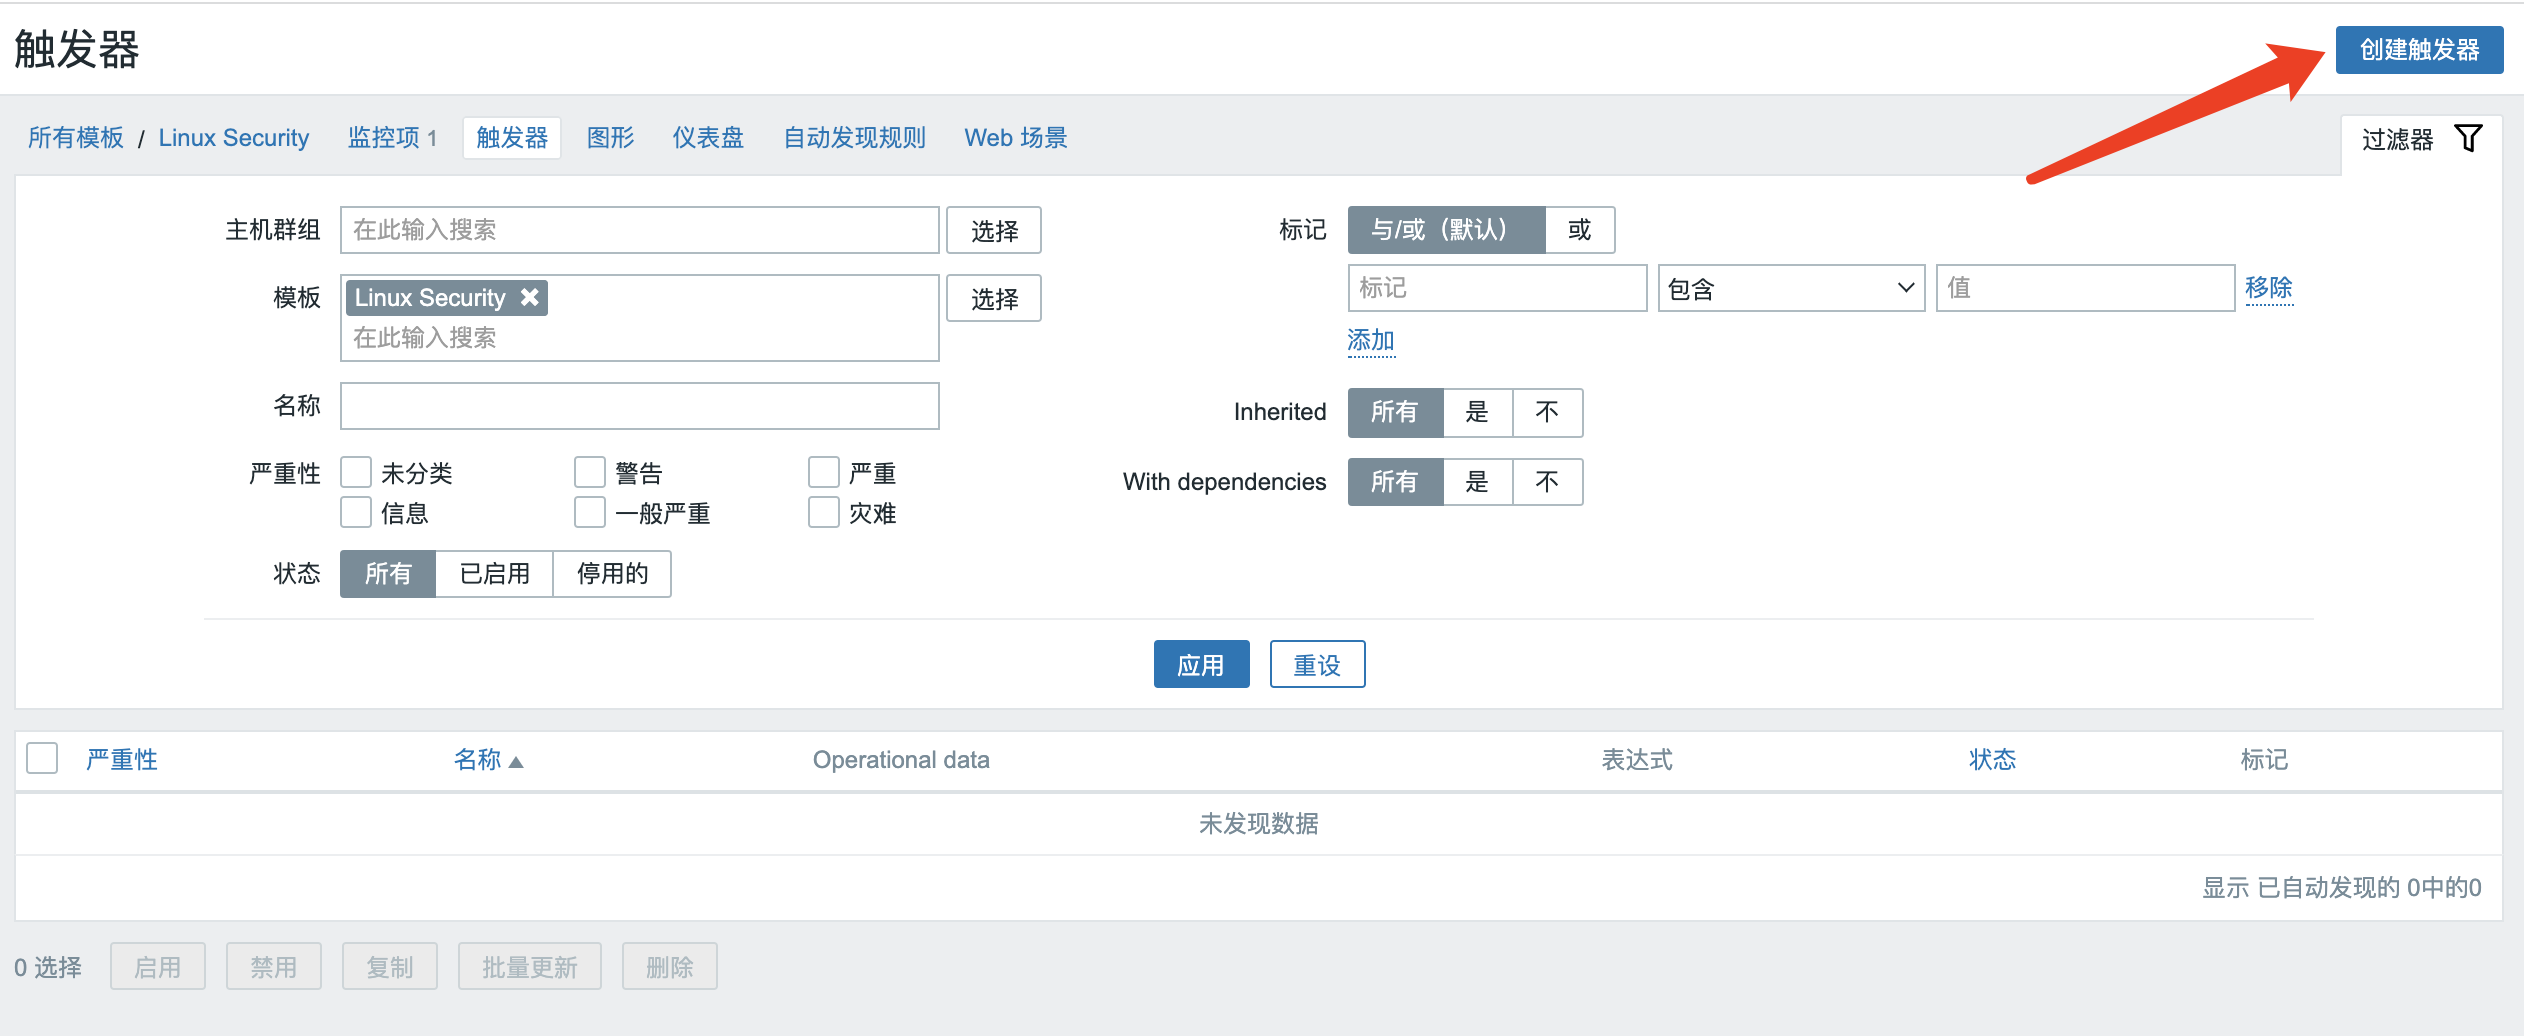 触发器
创建触发器
所有模板 / Linux Security 监控项 1 触发器 图形 仪表盘 自动发现规则 Web 场景
过滤器
主机群组 在此输入搜索 选择
模板 Linux Security 选择
在此输入搜索
名称
严重性 未分类 警告 严重
信息 一般严重 灾难
状态 所有 已启用 停用的
标记 与/或（默认） 或
标记 包含 值 移除
添加
Inherited 所有 是 不
With dependencies 所有 是 不
应用 重设
严重性 名称 Operational data 表达式 状态 标记
未发现数据
显示 已自动发现的 0中的0
0 选择 启用 禁用 复制 批量更新 删除